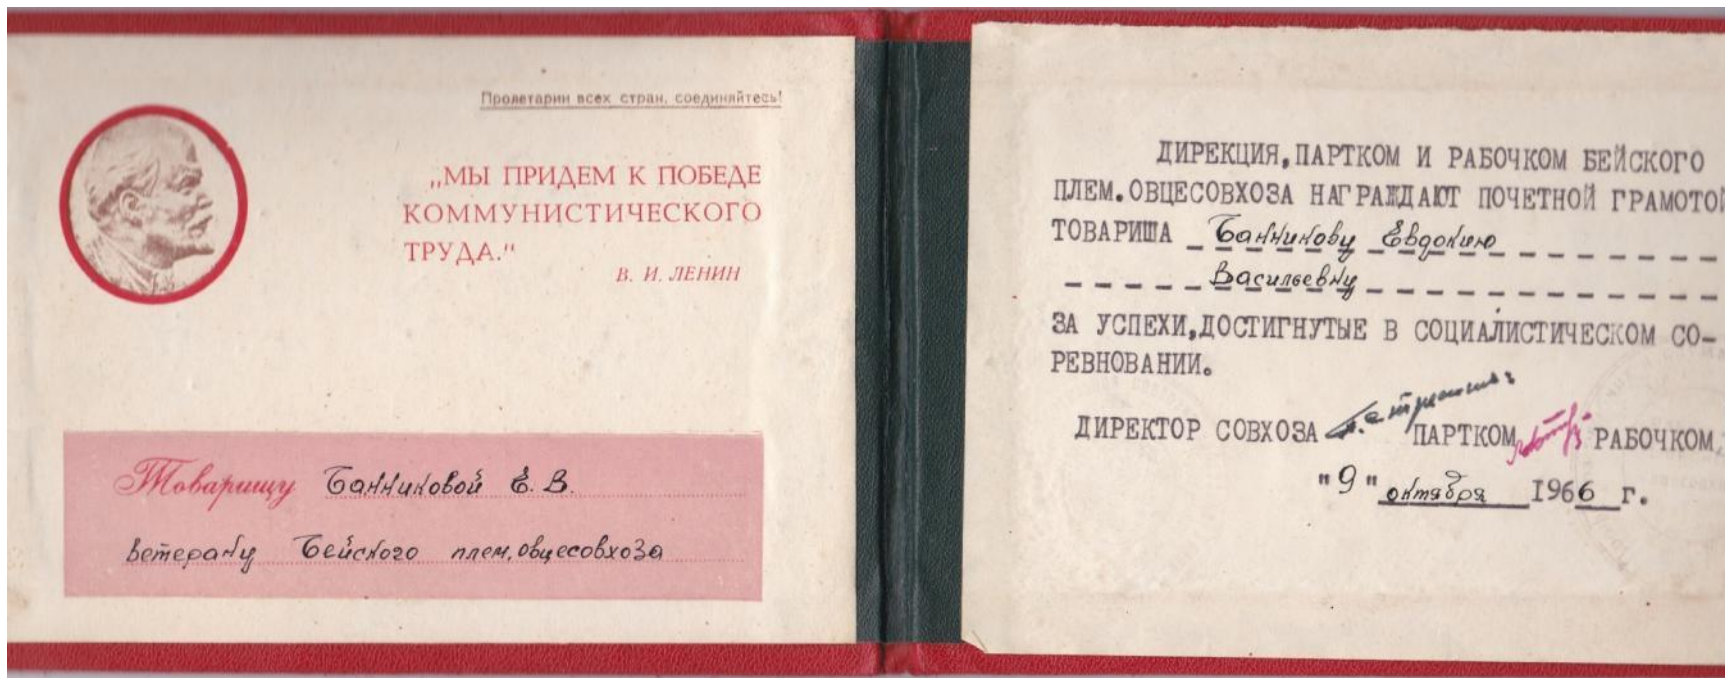 Пролетарии всех стран, соединяйтесь!
„МЫ ПРИДЕМ К ПОБЕДЕ
КОММУНИСТИЧЕСКОГО
ТРУДА."
В. И. ЛЕНИН
Товарищу Банниковой Е. В.
ветерану Бейского плем.овцесовхоза
ДИРЕКЦИЯ,ПАРТКОМ И РАБОЧКОМ БЕЙСКОГО
ПЛЕМ.ОВЦЕСОВХОЗА НАГРАЖДАЮТ ПОЧЕТНОЙ ГРАМОТОЙ
ТОВАРИША Банникову Евдокию
Васильевну
ЗА УСПЕХИ,ДОСТИГНУТЫЕ В СОЦИАЛИСТИЧЕСКОМ СО-
РЕВНОВАНИИ.
ДИРЕКТОР СОВХОЗА ПАРТКОМ РАБОЧКОМ
"9" октября 1966 г.